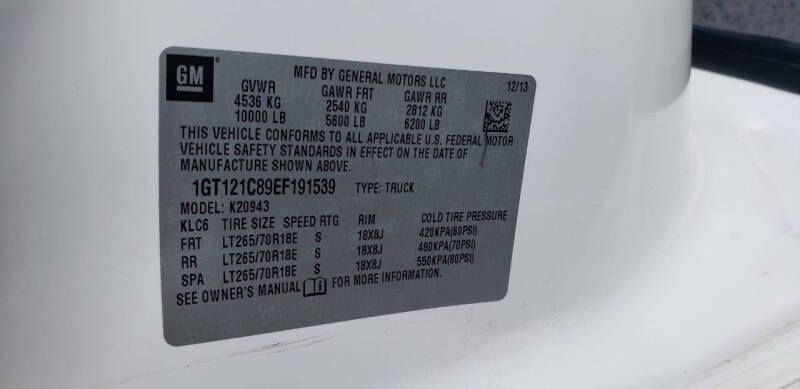 GM
MFD BY GENERAL MOTORS LLC 12/13
GVWR GAWR FRT GAWR RR
4536 KG 2540 KG 2812 KG
10000 LB 5600 LB 6200 LB
THIS VEHICLE CONFORMS TO ALL APPLICABLE U.S. FEDERAL MOTOR
VEHICLE SAFETY STANDARDS IN EFFECT ON THE DATE OF
MANUFACTURE SHOWN ABOVE.
1GT121C89EF191539 TYPE: TRUCK
MODEL: K20943
KLC6 TIRE SIZE SPEED RTG RIM COLD TIRE PRESSURE
FRT LT265/70R18E S 18X8J 420KPA(60PSI)
RR LT265/70R18E S 18X8J 480KPA(70PSI)
SPA LT265/70R18E S 18X8J 550KPA(80PSI)
SEE OWNER'S MANUAL FOR MORE INFORMATION.